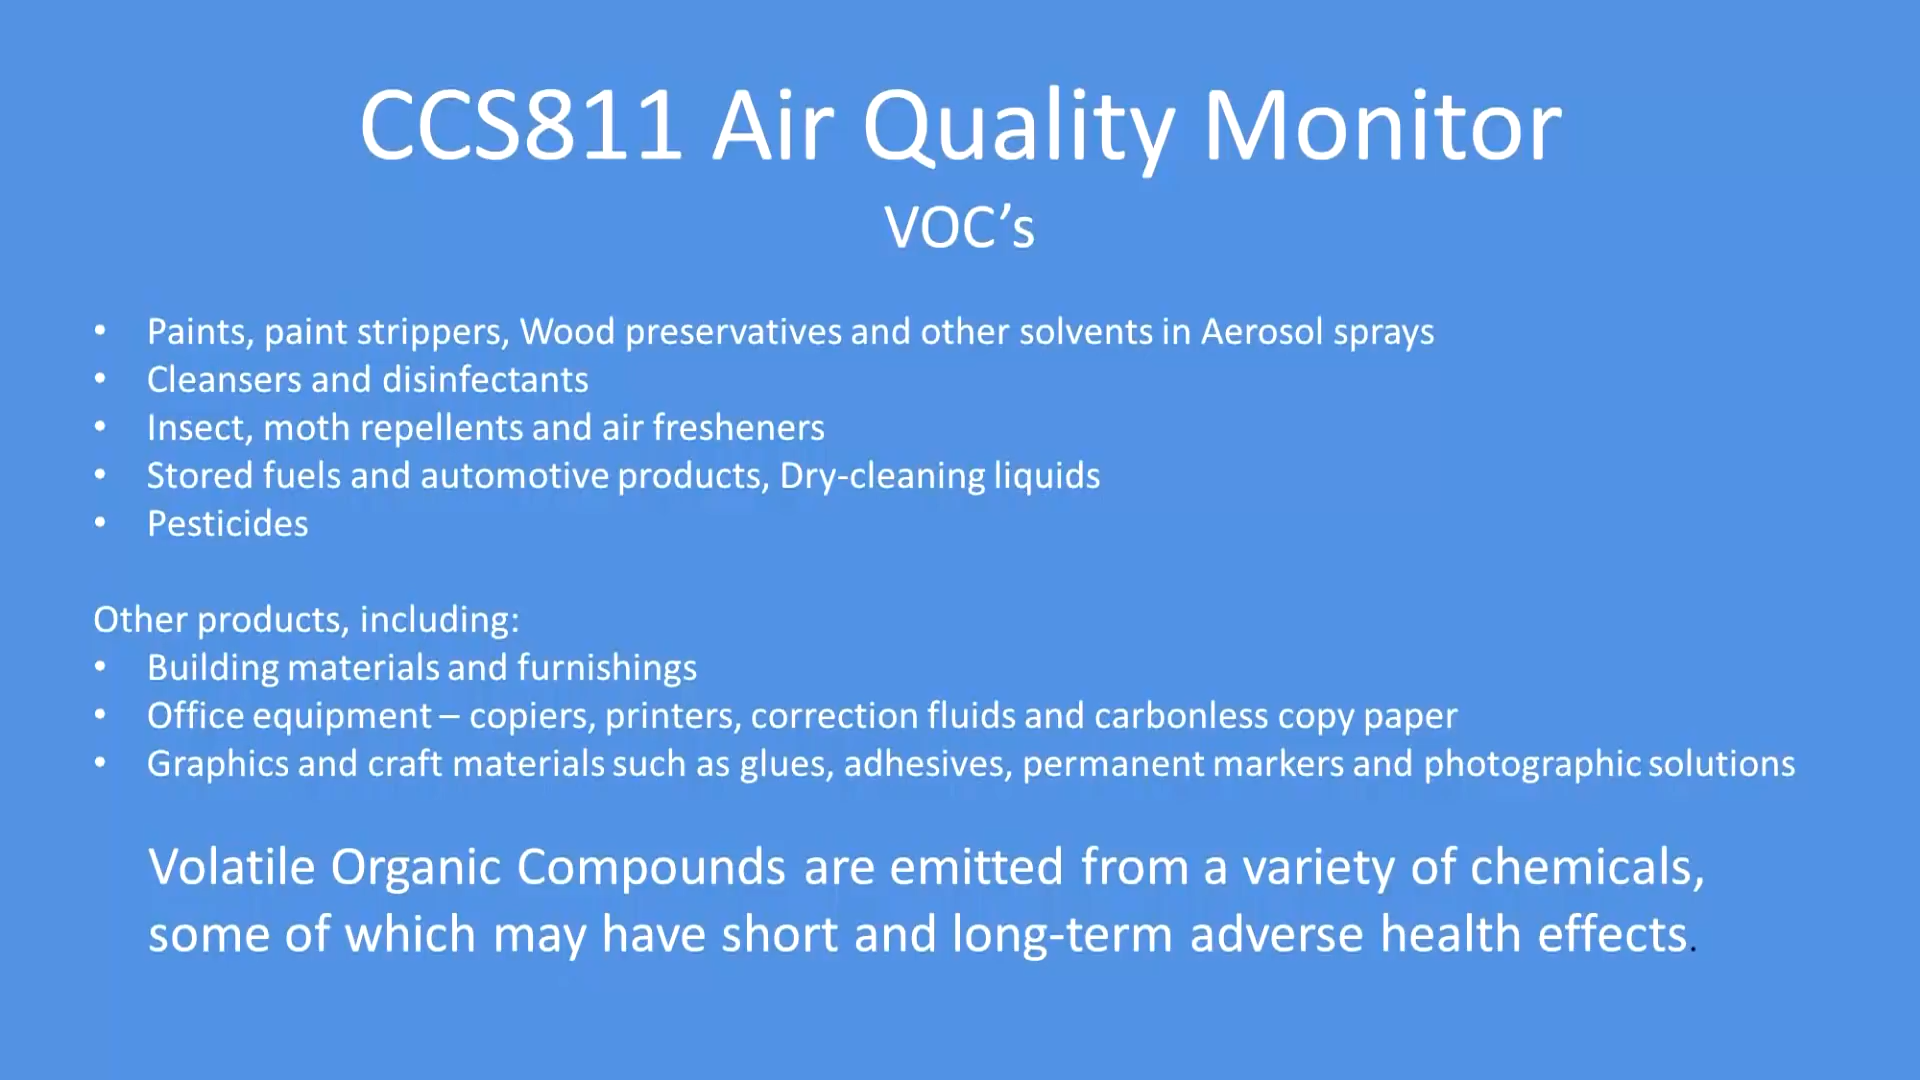 CCS811 Air Quality Monitor
VOC’s
• Paints, paint strippers, Wood preservatives and other solvents in Aerosol sprays
• Cleansers and disinfectants
• Insect, moth repellents and air fresheners
• Stored fuels and automotive products, Dry-cleaning liquids
• Pesticides
Other products, including:
• Building materials and furnishings
• Office equipment – copiers, printers, correction fluids and carbonless copy paper
• Graphics and craft materials such as glues, adhesives, permanent markers and photographic solutions
Volatile Organic Compounds are emitted from a variety of chemicals,
some of which may have short and long-term adverse health effects.